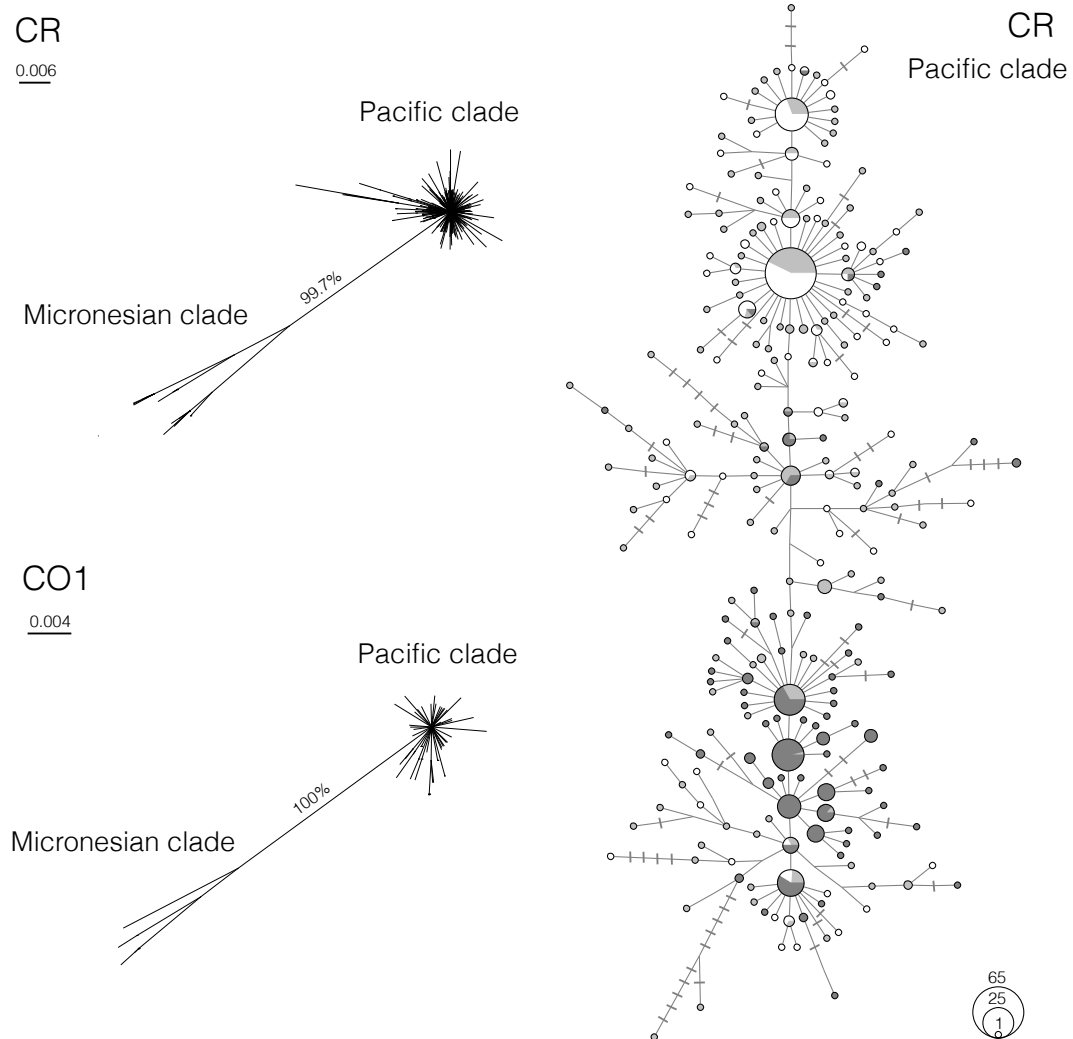 CR
0.006
Pacific clade
99.7%
Micronesian clade
CO1
0.004
Pacific clade
100%
Micronesian clade
CR
Pacific clade
65
25
1